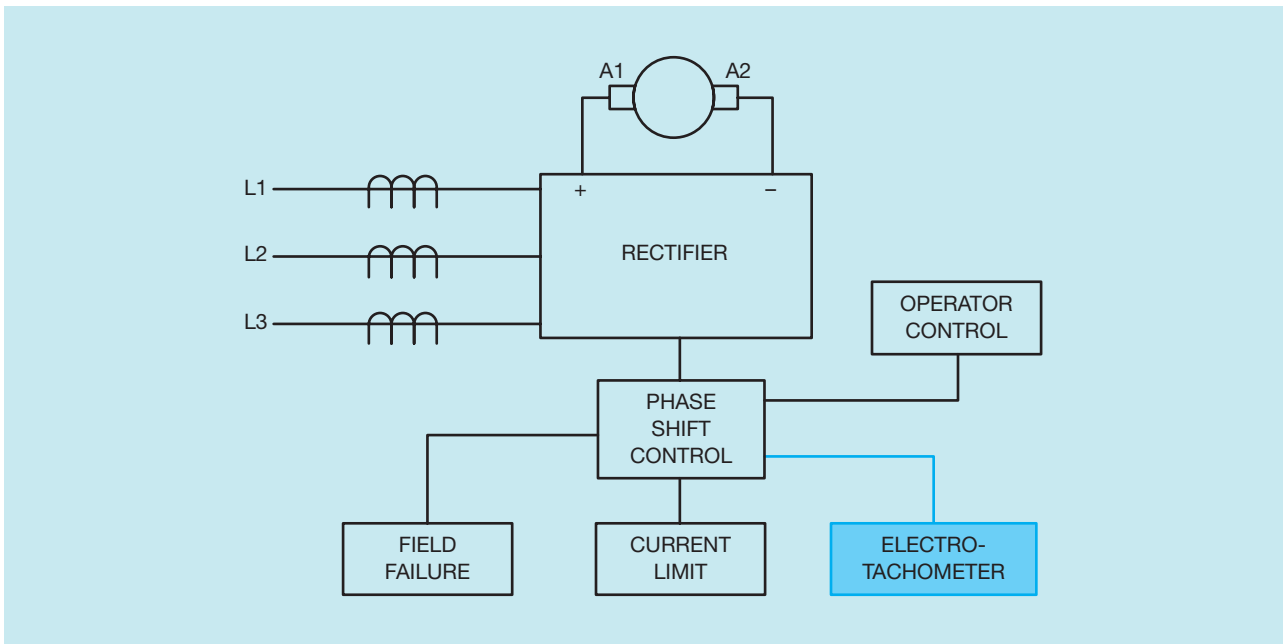 A1
A2
L1
+
−
L2
RECTIFIER
L3
OPERATOR
CONTROL
PHASE
SHIFT
CONTROL
FIELD
FAILURE
CURRENT
LIMIT
ELECTRO-
TACHOMETER